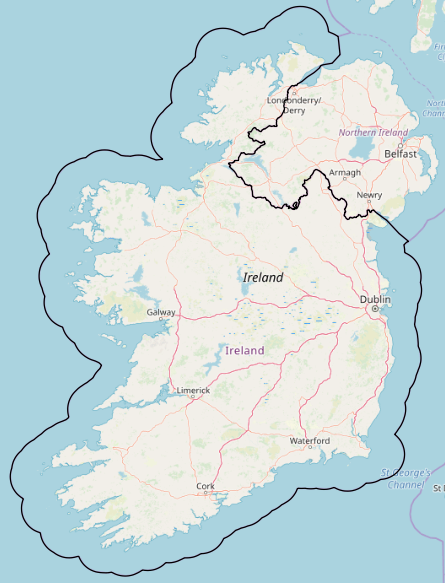 Londonderry/
Derry
Northern Ireland
Belfast
Armagh
Newry
Ireland
Dublin
Galway
Ireland
Limerick
Waterford
Cork
St George's
Channel